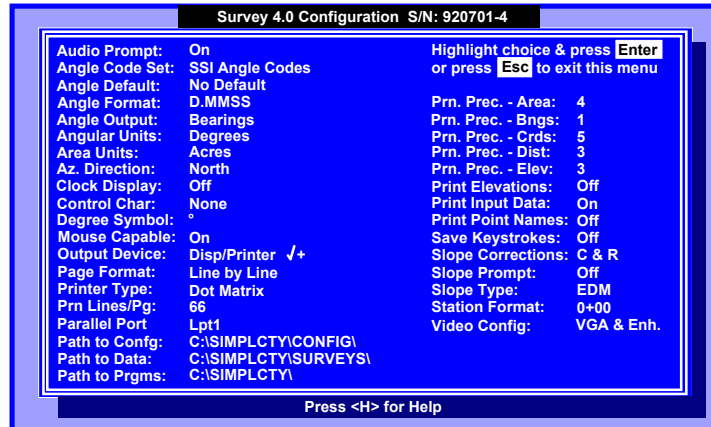 Survey 4.0 Configuration S/N: 920701-4
Audio Prompt: On
Angle Code Set: SSI Angle Codes
Angle Default: No Default
Angle Format: D.MMSS
Angle Output: Bearings
Angular Units: Degrees
Area Units: Acres
Az. Direction: North
Clock Display: Off
Control Char: None
Degree Symbol: °
Mouse Capable: On
Output Device: Disp/Printer √+
Page Format: Line by Line
Printer Type: Dot Matrix
Prn Lines/Pg: 66
Parallel Port Lpt1
Path to Confg: C:\SIMPLCTY\CONFIG\
Path to Data: C:\SIMPLCTY\SURVEYS\
Path to Prgms: C:\SIMPLCTY\
Highlight choice & press Enter
or press Esc to exit this menu
Prn. Prec. - Area: 4
Prn. Prec. - Bngs: 1
Prn. Prec. - Crds: 5
Prn. Prec. - Dist: 3
Prn. Prec. - Elev: 3
Print Elevations: Off
Print Input Data: On
Print Point Names: Off
Save Keystrokes: Off
Slope Corrections: C & R
Slope Prompt: Off
Slope Type: EDM
Station Format: 0+00
Video Config: VGA & Enh.
Press <H> for Help